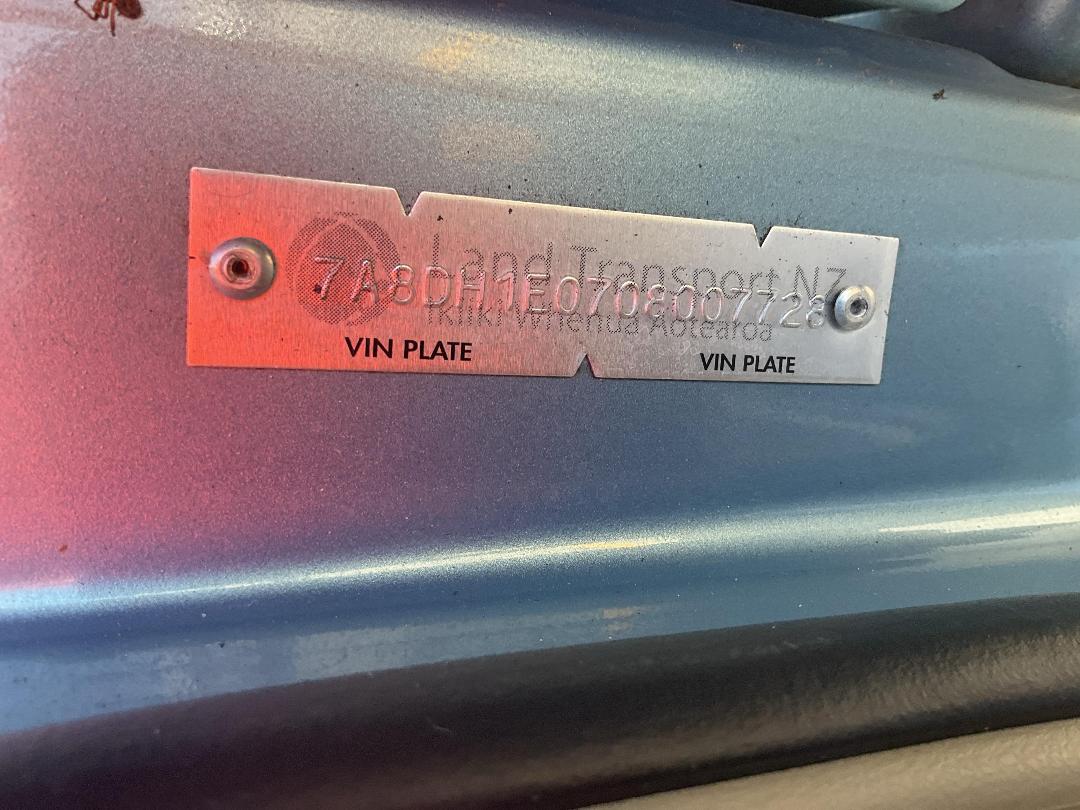 Land Transport NZ
7A8DH1E0708007728
Ikiiki Whenua Aotearoa
VIN PLATE
VIN PLATE